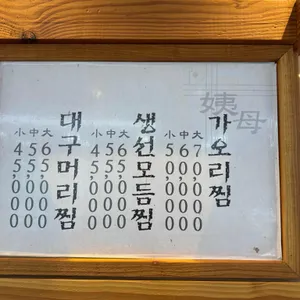 姨母
가오리찜
大 70,000
中 60,000
小 50,000
생선모듬찜
大 65,000
中 55,000
小 45,000
대구머리찜
大 65,000
中 55,000
小 45,000